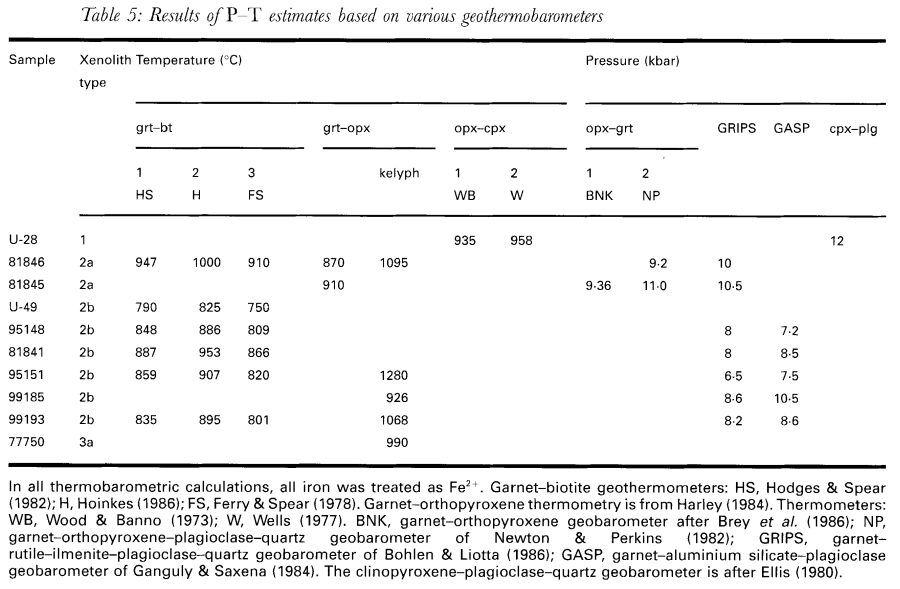 Table 5: Results of P–T estimates based on various geothermobarometers
Sample Xenolith Temperature (°C) Pressure (kbar)
type
grt–bt grt–opx opx–cpx opx–grt GRIPS GASP cpx–plg
1 2 3 kelyph 1 2 1 2
HS H FS WB W BNK NP
U-28 1 935 958 12
81846 2a 947 1000 910 870 1095 9·2 10
81845 2a 910 9·36 11·0 10·5
U-49 2b 790 825 750
95148 2b 848 886 809 8 7·2
81841 2b 887 953 866 8 8·5
95151 2b 859 907 820 1280 6·5 7·5
99185 2b 926 8·6 10·5
99193 2b 835 895 801 1068 8·2 8·6
77750 3a 990
In all thermobarometric calculations, all iron was treated as Fe²⁺. Garnet–biotite geothermometers: HS, Hodges & Spear
(1982); H, Hoinkes (1986); FS, Ferry & Spear (1978). Garnet–orthopyroxene thermometry is from Harley (1984). Thermometers:
WB, Wood & Banno (1973); W, Wells (1977). BNK, garnet–orthopyroxene geobarometer after Brey et al. (1986); NP,
garnet–orthopyroxene–plagioclase–quartz geobarometer of Newton & Perkins (1982); GRIPS, garnet–
rutile–ilmenite–plagioclase–quartz geobarometer of Bohlen & Liotta (1986); GASP, garnet–aluminium silicate–plagioclase
geobarometer of Ganguly & Saxena (1984). The clinopyroxene–plagioclase–quartz geobarometer is after Ellis (1980).